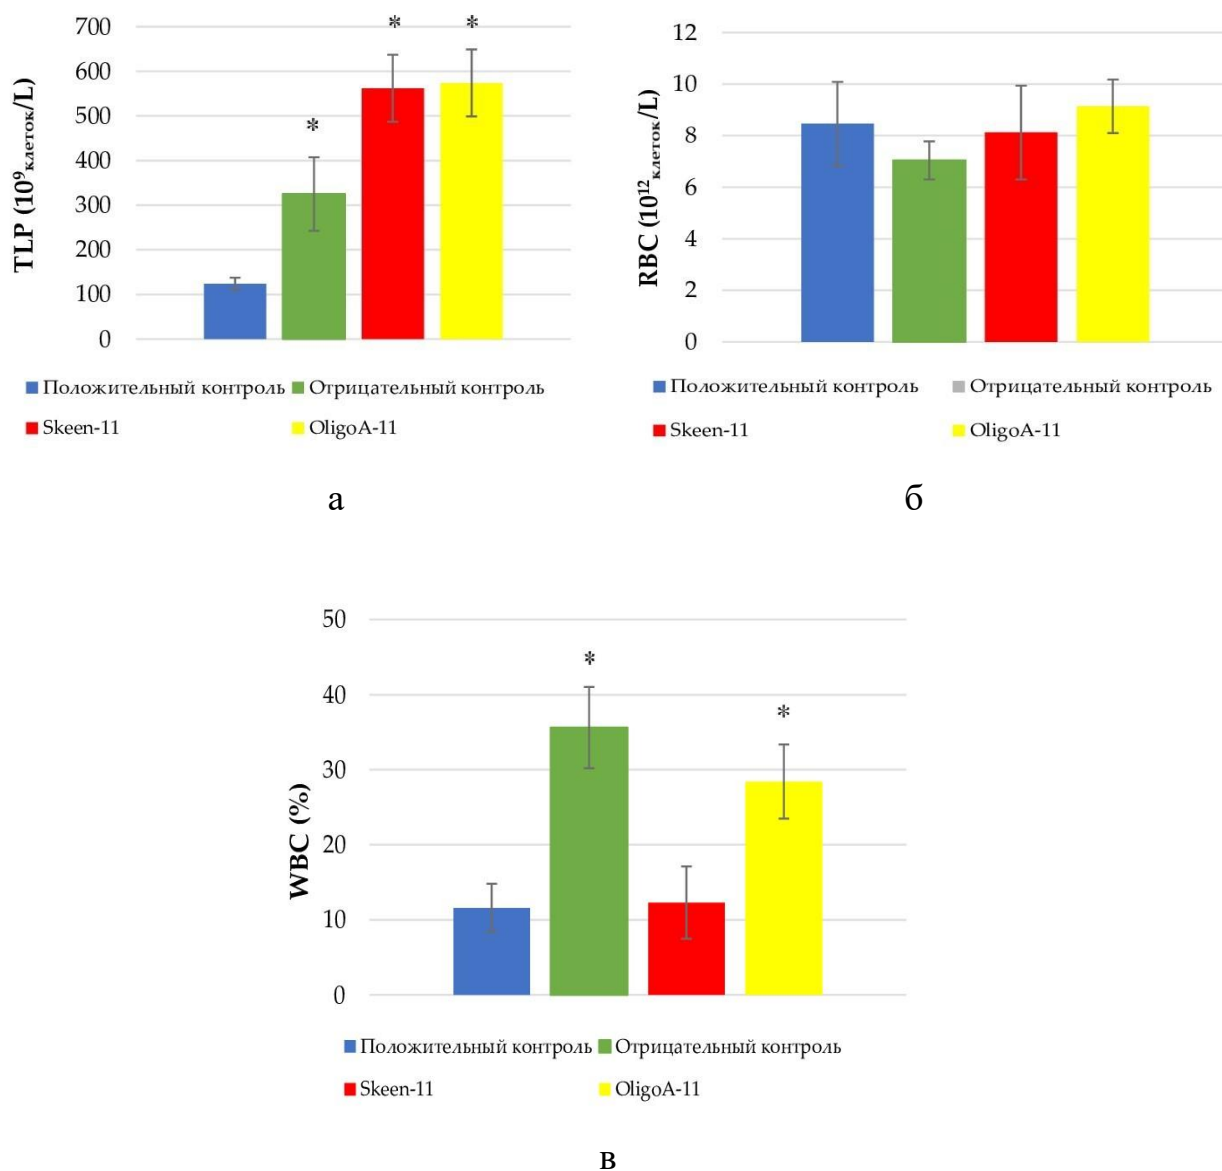 700
600
500
400
300
200
100
0
TLP (10⁹клеток/L)
*
*
*
Положительный контроль
Отрицательный контроль
Skeen-11
OligoA-11
а
12
10
8
6
4
2
0
RBC (10¹²клеток/L)
Положительный контроль
Отрицательный контроль
Skeen-11
OligoA-11
б
50
40
30
20
10
0
WBC (%)
*
*
Положительный контроль
Отрицательный контроль
Skeen-11
OligoA-11
в